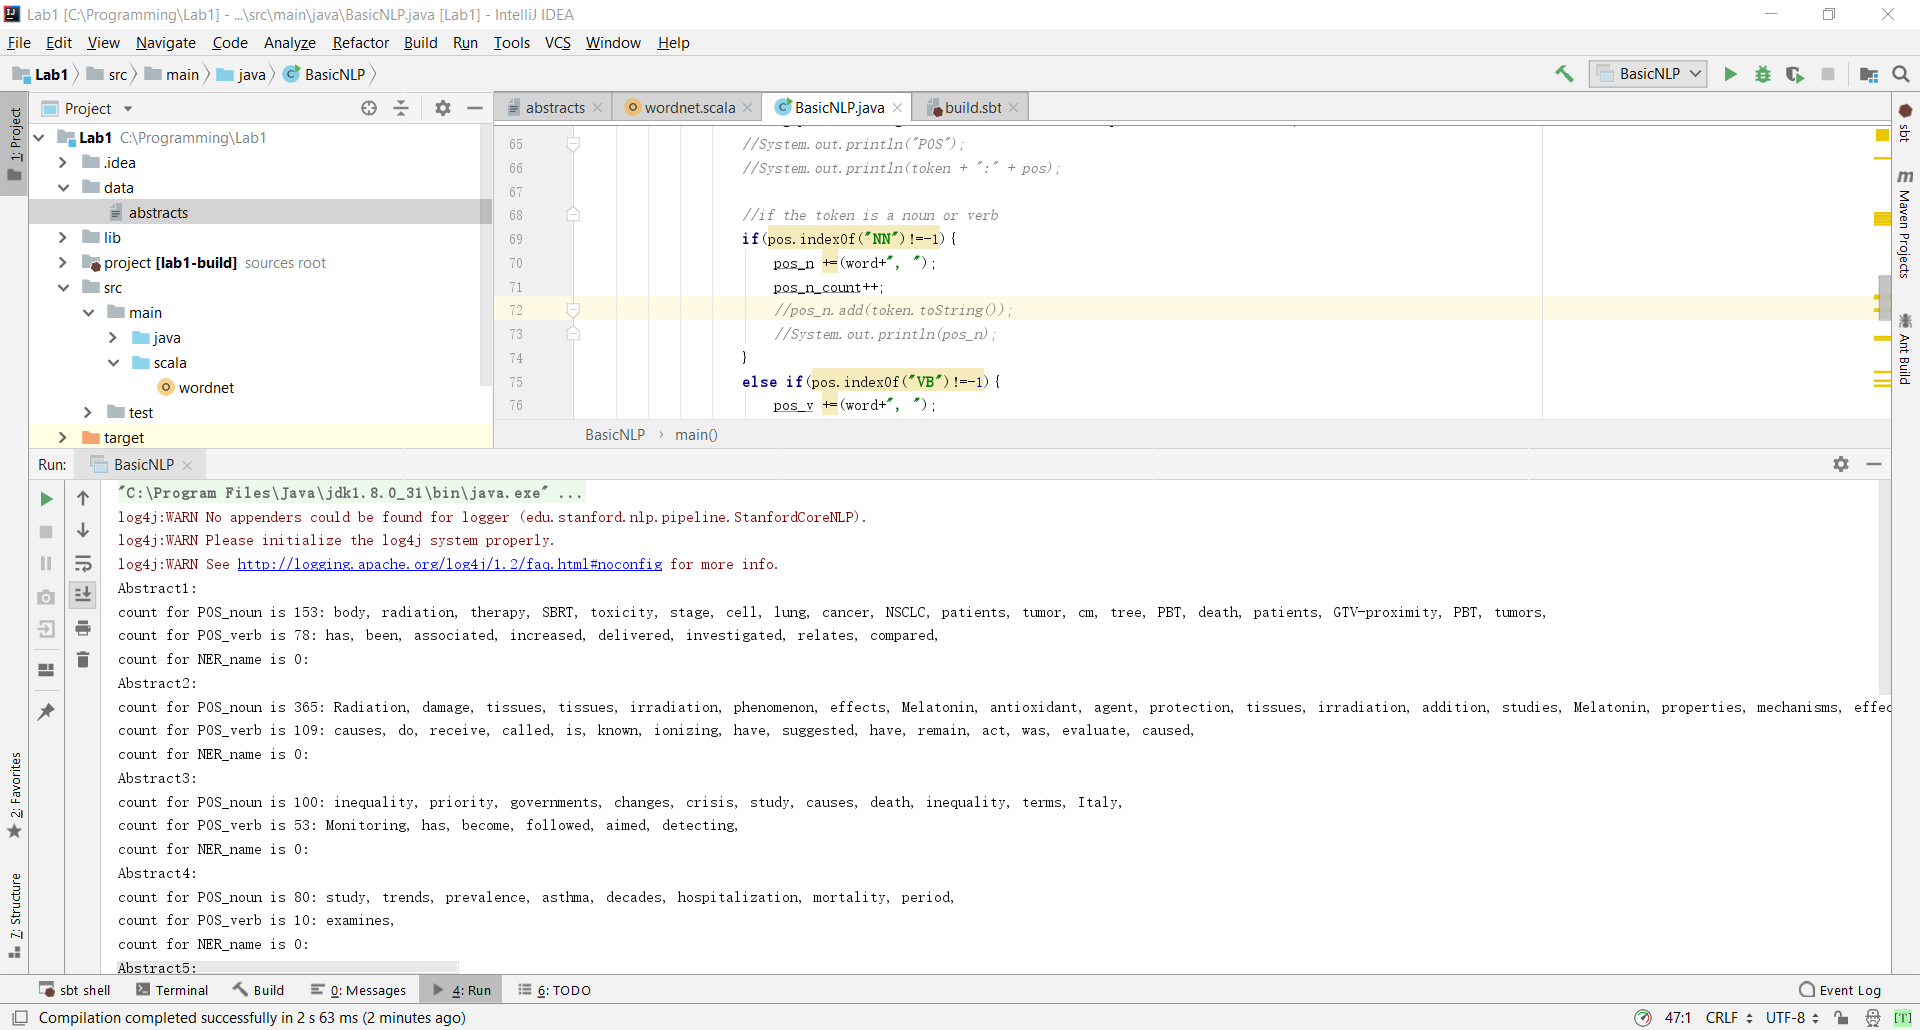 Lab1 [C:\Programming\Lab1] - ...\src\main\java\BasicNLP.java [Lab1] - IntelliJ IDEA
File Edit View Navigate Code Analyze Refactor Build Run Tools VCS Window Help
Lab1 src main java BasicNLP
BasicNLP
1: Project
Project
abstracts wordnet.scala BasicNLP.java build.sbt
Lab1 C:\Programming\Lab1
.idea
data
abstracts
lib
project [lab1-build] sources root
src
main
java
scala
wordnet
test
target
65 //System.out.println("POS");
66 //System.out.println(token + ":" + pos);
67
68 //if the token is a noun or verb
69 if(pos.indexOf("NN")!=-1){
70 pos_n +=(word+", ");
71 pos_n_count++;
72 //pos_n.add(token.toString());
73 //System.out.println(pos_n);
74 }
75 else if(pos.indexOf("VB")!=-1){
76 pos_v +=(word+", ");
BasicNLP › main()
sbt
Maven Projects
Ant Build
Run: BasicNLP
"C:\Program Files\Java\jdk1.8.0_31\bin\java.exe" ...
log4j:WARN No appenders could be found for logger (edu.stanford.nlp.pipeline.StanfordCoreNLP).
log4j:WARN Please initialize the log4j system properly.
log4j:WARN See http://logging.apache.org/log4j/1.2/faq.html#noconfig for more info.
Abstract1:
count for POS_noun is 153: body, radiation, therapy, SBRT, toxicity, stage, cell, lung, cancer, NSCLC, patients, tumor, cm, tree, PBT, death, patients, GTV-proximity, PBT, tumors,
count for POS_verb is 78: has, been, associated, increased, delivered, investigated, relates, compared,
count for NER_name is 0:
Abstract2:
count for POS_noun is 365: Radiation, damage, tissues, tissues, irradiation, phenomenon, effects, Melatonin, antioxidant, agent, protection, tissues, irradiation, addition, studies, Melatonin, properties, mechanisms, effec
count for POS_verb is 109: causes, do, receive, called, is, known, ionizing, have, suggested, have, remain, act, was, evaluate, caused,
count for NER_name is 0:
Abstract3:
count for POS_noun is 100: inequality, priority, governments, changes, crisis, study, causes, death, inequality, terms, Italy,
count for POS_verb is 53: Monitoring, has, become, followed, aimed, detecting,
count for NER_name is 0:
Abstract4:
count for POS_noun is 80: study, trends, prevalence, asthma, decades, hospitalization, mortality, period,
count for POS_verb is 10: examines,
count for NER_name is 0:
Abstract5:
2: Favorites
7: Structure
sbt shell Terminal Build 0: Messages 4: Run 6: TODO Event Log
Compilation completed successfully in 2 s 63 ms (2 minutes ago) 47:1 CRLF UTF-8 [T]